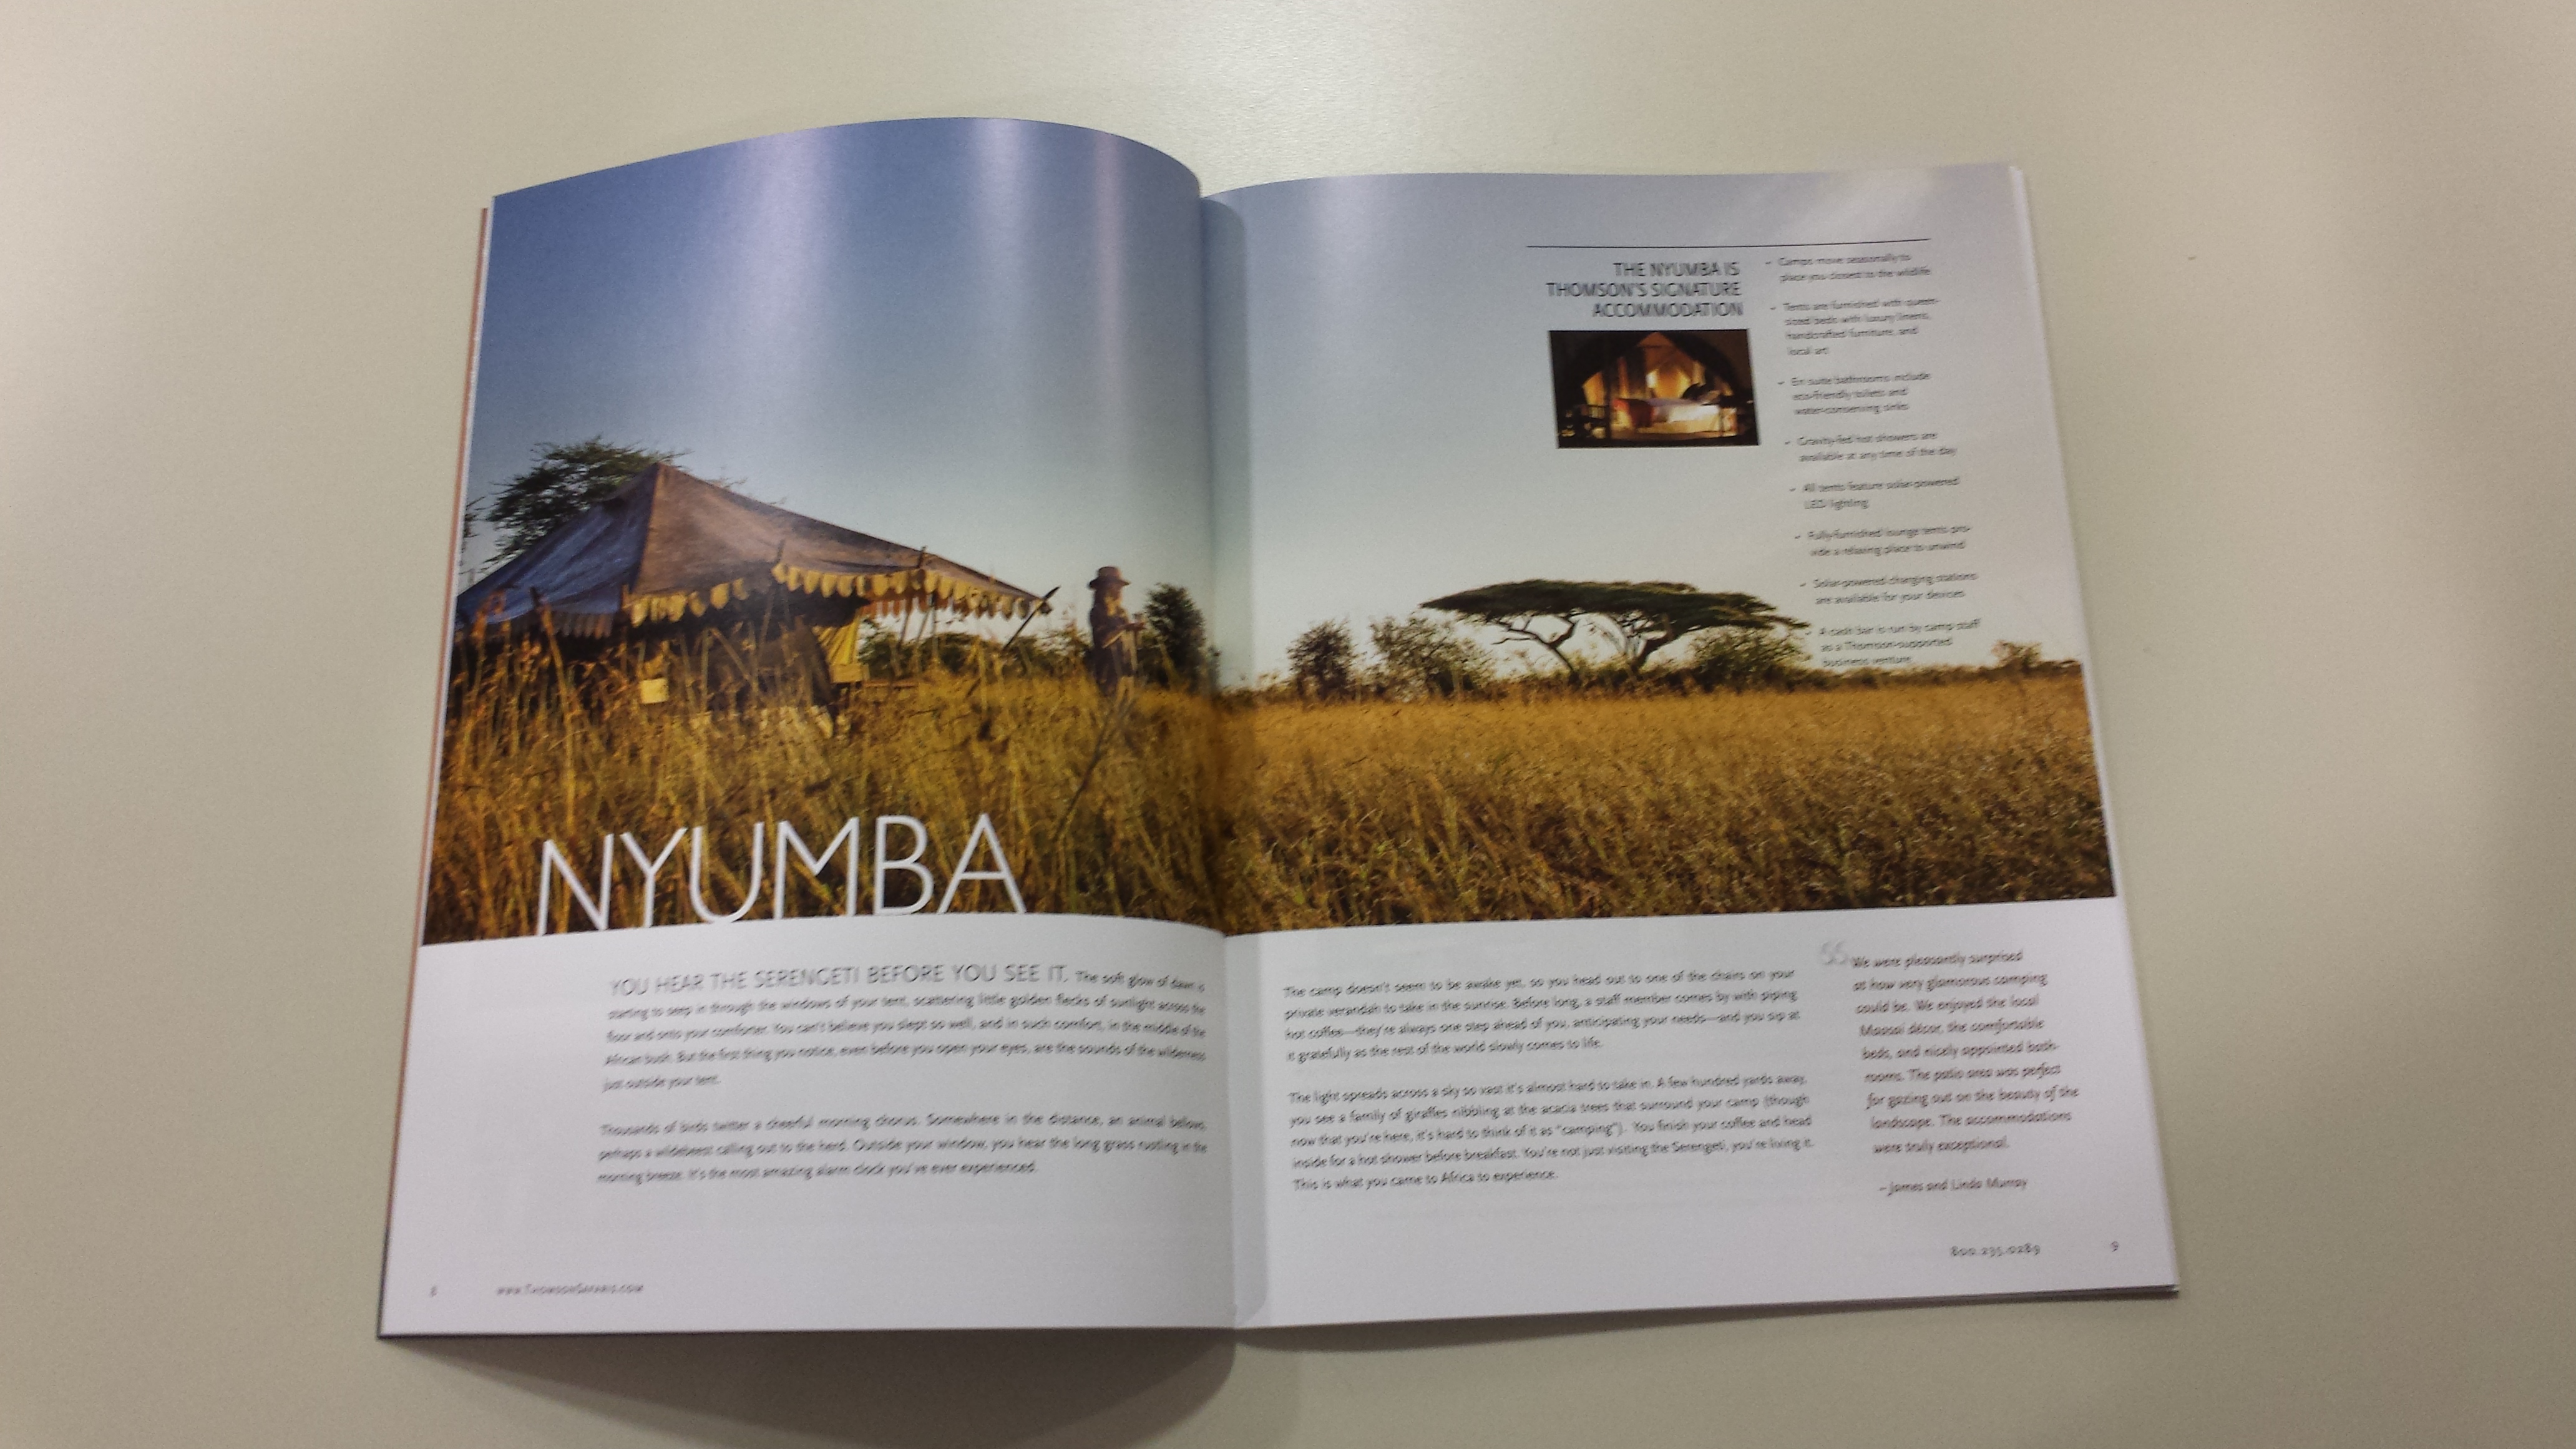 NYUMBA
YOU HEAR THE SERENGETI BEFORE YOU SEE IT. The soft glow of dawn is
starting to seep in through the windows of your tent, scattering little golden flecks of sunlight across the
floor and onto your comforter. You can't believe you slept so well, and in such comfort, in the middle of the
African bush. But the first thing you notice, even before you open your eyes, are the sounds of the wilderness
just outside your tent.
Thousands of birds twitter a cheerful morning chorus. Somewhere in the distance, an animal bellows,
perhaps a wildebeest calling out to the herd. Outside your window, you hear the long grass rustling in the
morning breeze. It's the most amazing alarm clock you've ever experienced.
8
www.ThomsonSafaris.com
THE NYUMBA IS
THOMSON'S SIGNATURE
ACCOMMODATION
– Camps move seasonally to
place you closest to the wildlife
– Tents are furnished with queen-
sized beds with luxury linens,
handcrafted furniture, and
local art
– En suite bathrooms include
eco-friendly toilets and
water-conserving sinks
– Gravity-fed hot showers are
available at any time of the day
– All tents feature solar-powered
LED lighting
– Fully-furnished lounge tents pro-
vide a relaxing place to unwind
– Solar-powered charging stations
are available for your devices
– A cash bar is run by camp staff
as a Thomson-supported
business venture
The camp doesn't seem to be awake yet, so you head out to one of the chairs on your
private verandah to take in the sunrise. Before long, a staff member comes by with piping
hot coffee—they're always one step ahead of you, anticipating your needs—and you sip at
it gratefully as the rest of the world slowly comes to life.
The light spreads across a sky so vast it's almost hard to take in. A few hundred yards away,
you see a family of giraffes nibbling at the acacia trees that surround your camp (though
now that you're here, it's hard to think of it as "camping"). You finish your coffee and head
inside for a hot shower before breakfast. You're not just visiting the Serengeti, you're living it.
This is what you came to Africa to experience.
“We were pleasantly surprised
at how very glamorous camping
could be. We enjoyed the local
Maasai décor, the comfortable
beds, and nicely appointed bath-
rooms. The patio area was perfect
for gazing out on the beauty of the
landscape. The accommodations
were truly exceptional.
– James and Linda Murray
800.235.0289
9